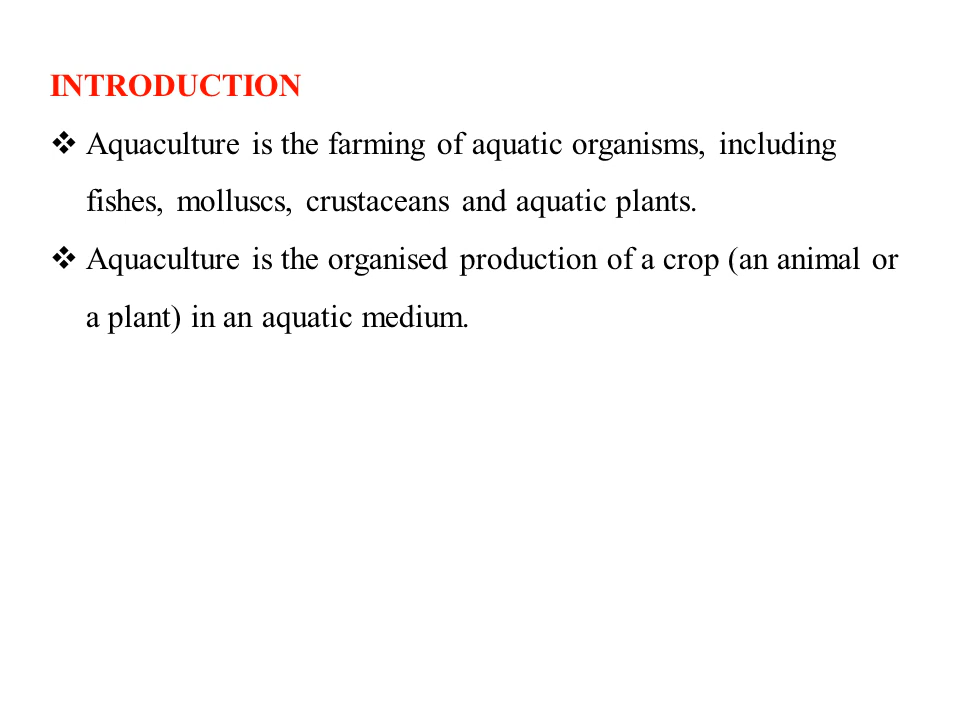 INTRODUCTION
❖ Aquaculture is the farming of aquatic organisms, including
fishes, molluscs, crustaceans and aquatic plants.
❖ Aquaculture is the organised production of a crop (an animal or
a plant) in an aquatic medium.